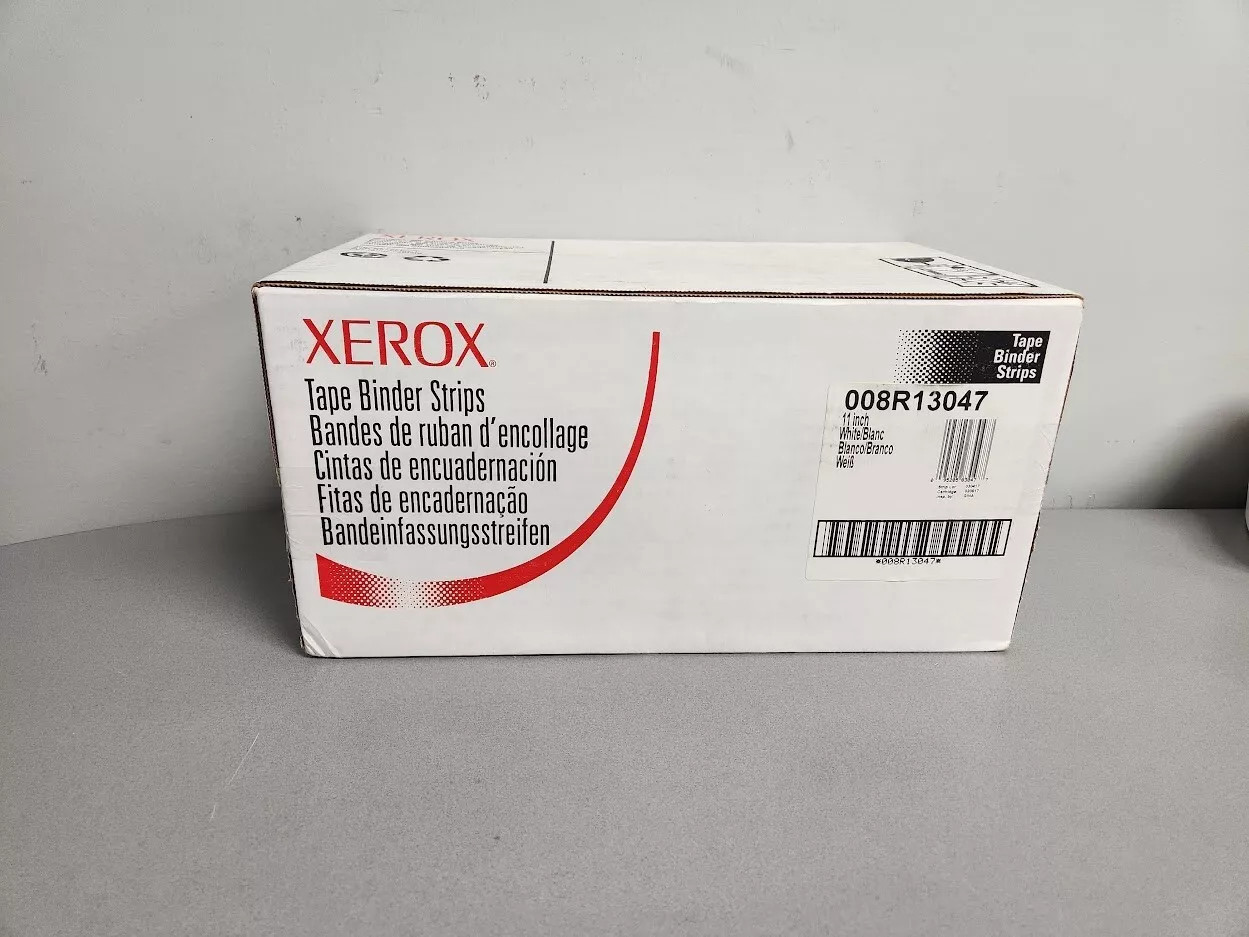 XEROX®
Tape Binder Strips
Bandes de ruban d'encollage
Cintas de encuadernación
Fitas de encadernação
Bandeinfassungsstreifen
Tape
Binder
Strips
008R13047
11 inch
White/Blanc
Blanco/Branco
Weiß
*008R13047*